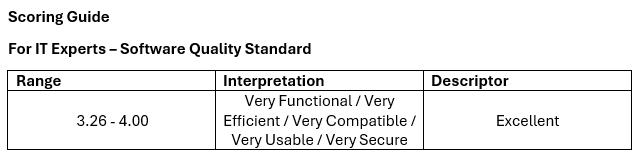 Scoring Guide
For IT Experts – Software Quality Standard
Range Interpretation Descriptor
3.26 - 4.00
Very Functional / Very
Efficient / Very Compatible /
Very Usable / Very Secure
Excellent